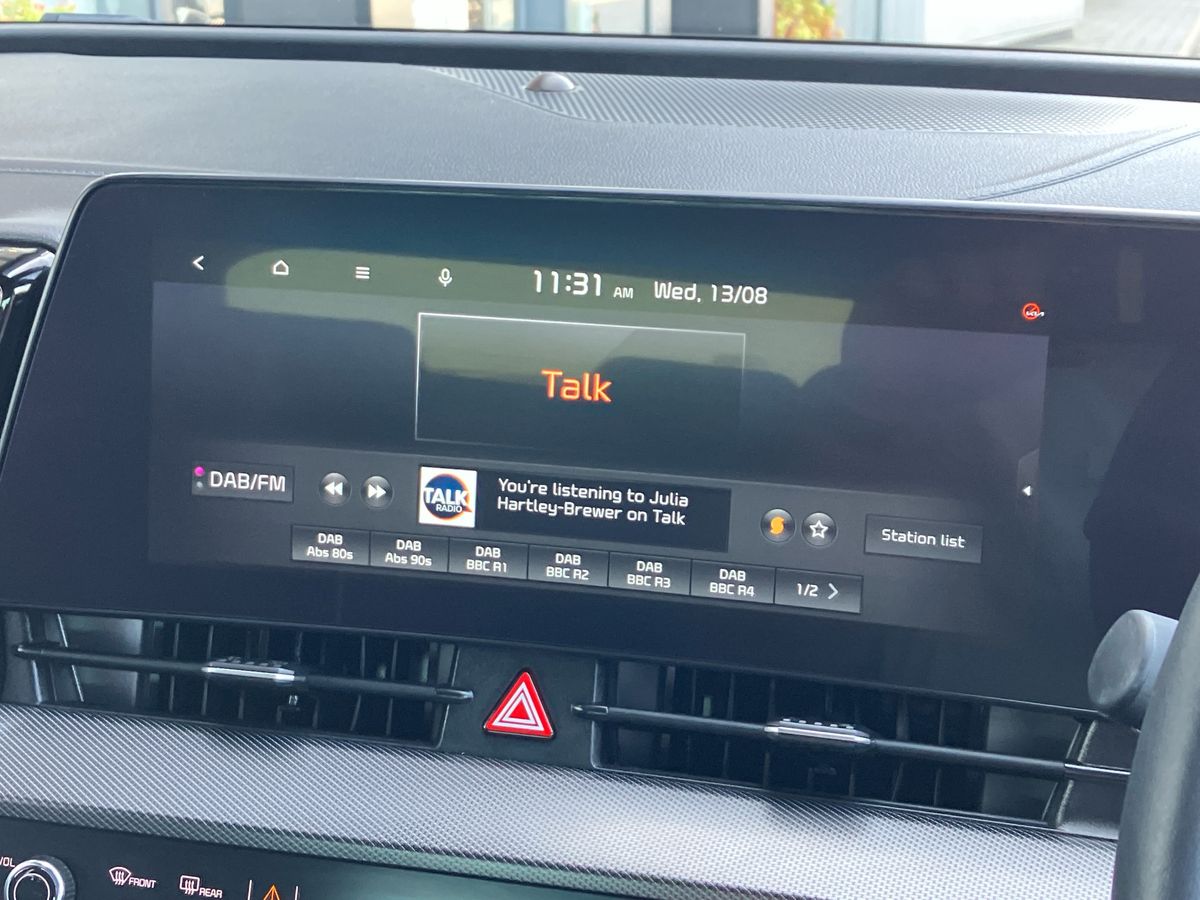 11:31 AM Wed, 13/08
KIA
Talk
DAB/FM
TALK
RADIO
You're listening to Julia
Hartley-Brewer on Talk
Station list
DAB
Abs 80s
DAB
Abs 90s
DAB
BBC R1
DAB
BBC R2
DAB
BBC R3
DAB
BBC R4
1/2
VOL
FRONT
REAR